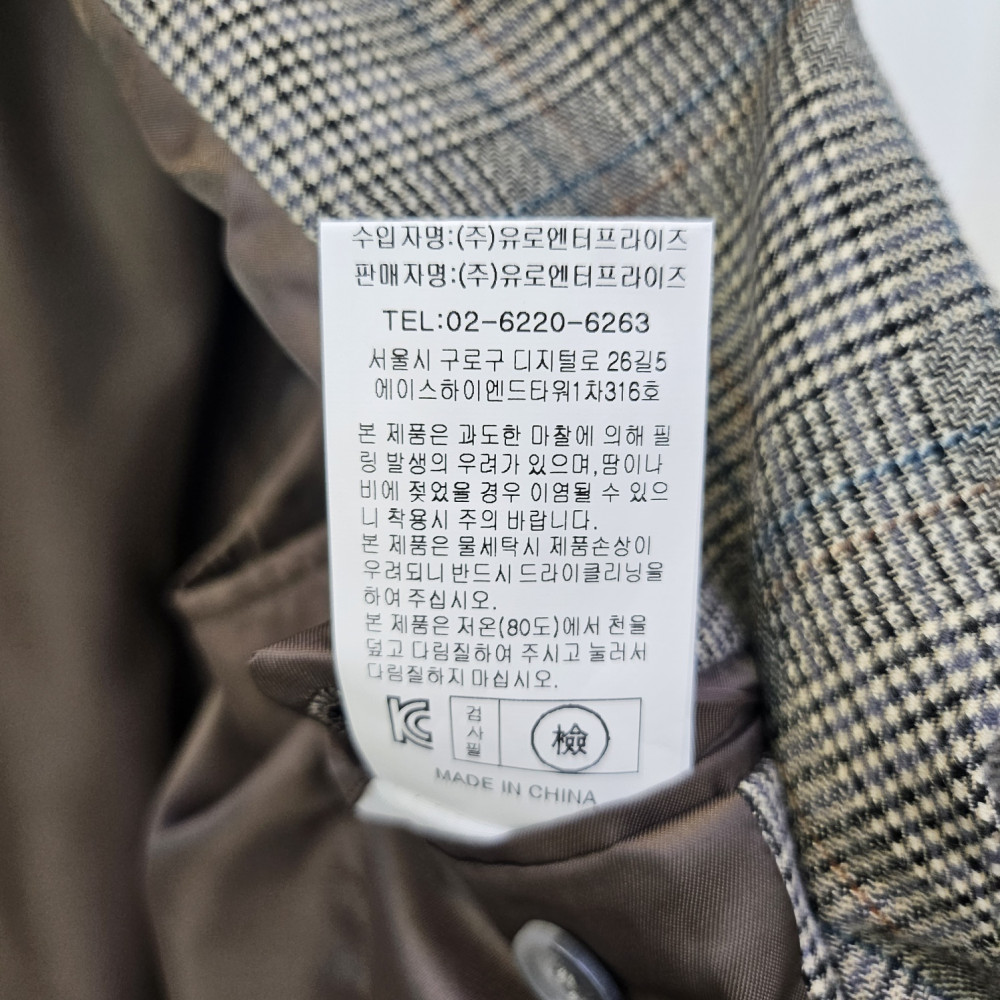 수입자명:(주)유로엔터프라이즈
판매자명:(주)유로엔터프라이즈
TEL:02-6220-6263
서울시 구로구 디지털로 26길5
에이스하이엔드타워1차316호
본 제품은 과도한 마찰에 의해 필
링 발생의 우려가 있으며,땀이나
비에 젖었을 경우 이염될 수 있으
니 착용시 주의 바랍니다.
본 제품은 물세탁시 제품손상이
우려되니 반드시 드라이클리닝을
하여 주십시오.
본 제품은 저온(80도)에서 천을
덮고 다림질하여 주시고 눌러서
다림질하지 마십시오.
KC
검사필
檢
MADE IN CHINA